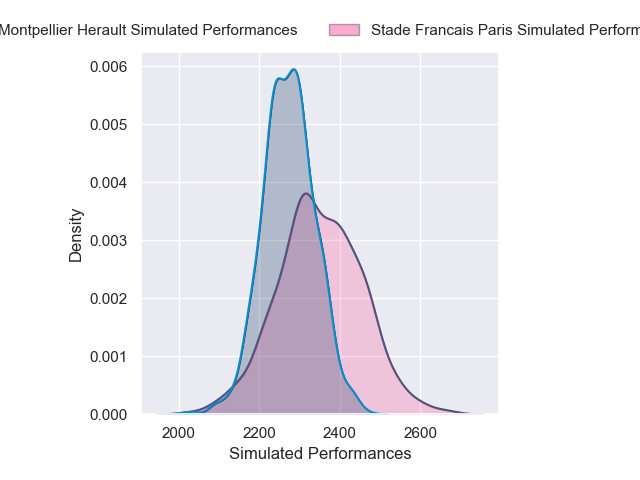 Montpellier Herault Simulated Performances
Stade Francais Paris Simulated Perform
0.006
0.005
0.004
0.003
0.002
0.001
0.000
Density
2000 2200 2400 2600
Simulated Performances